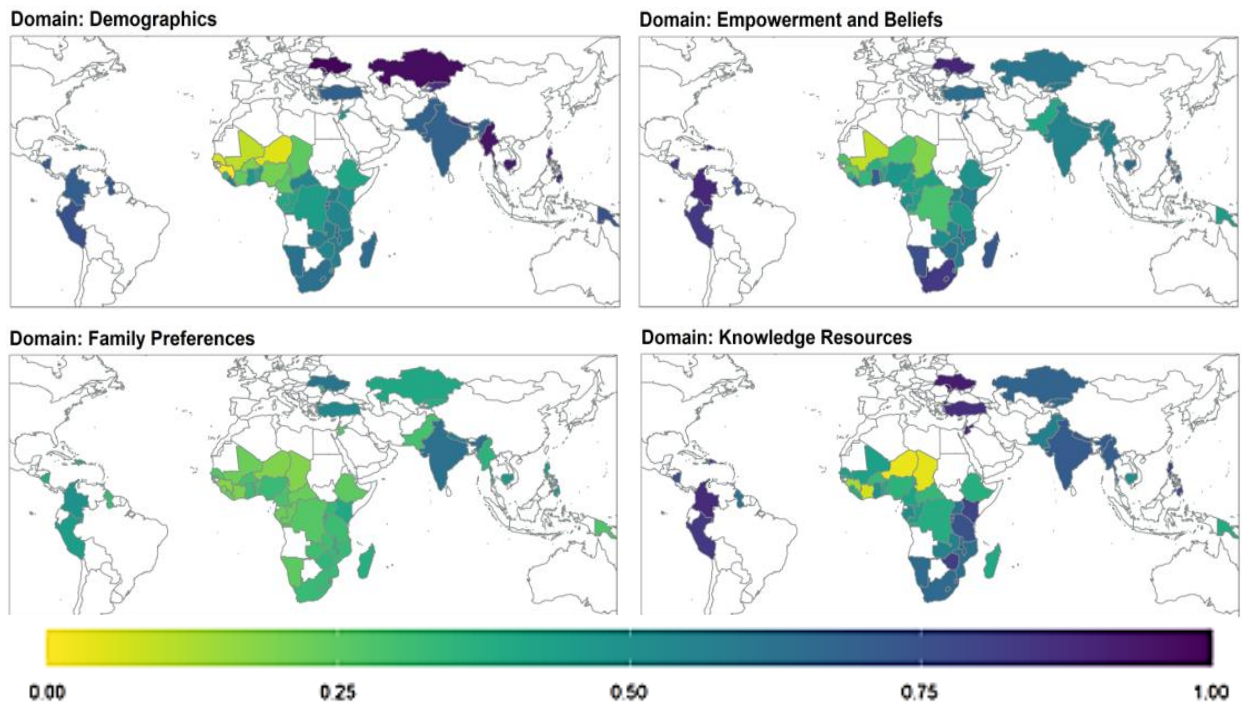 Domain: Demographics
Domain: Empowerment and Beliefs
Domain: Family Preferences
Domain: Knowledge Resources
0.00 0.25 0.50 0.75 1.00